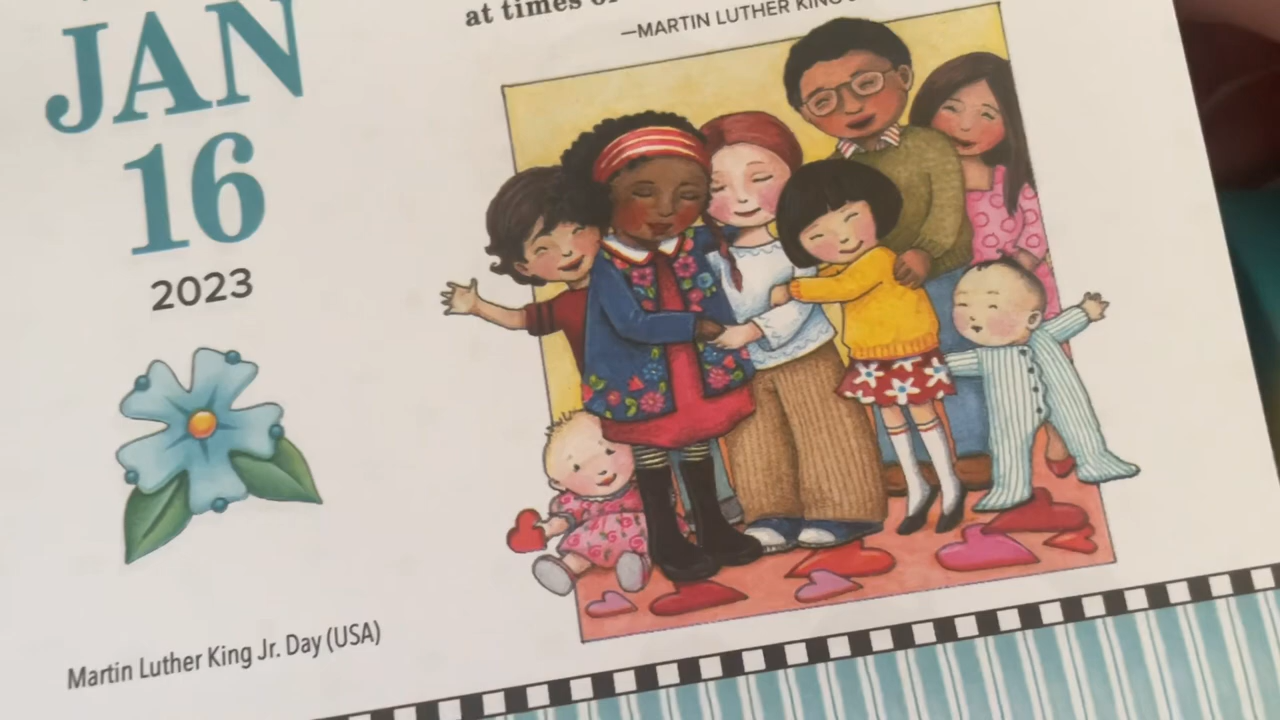 at times of
—MARTIN LUTHER KING
JAN
16
2023
Martin Luther King Jr. Day (USA)